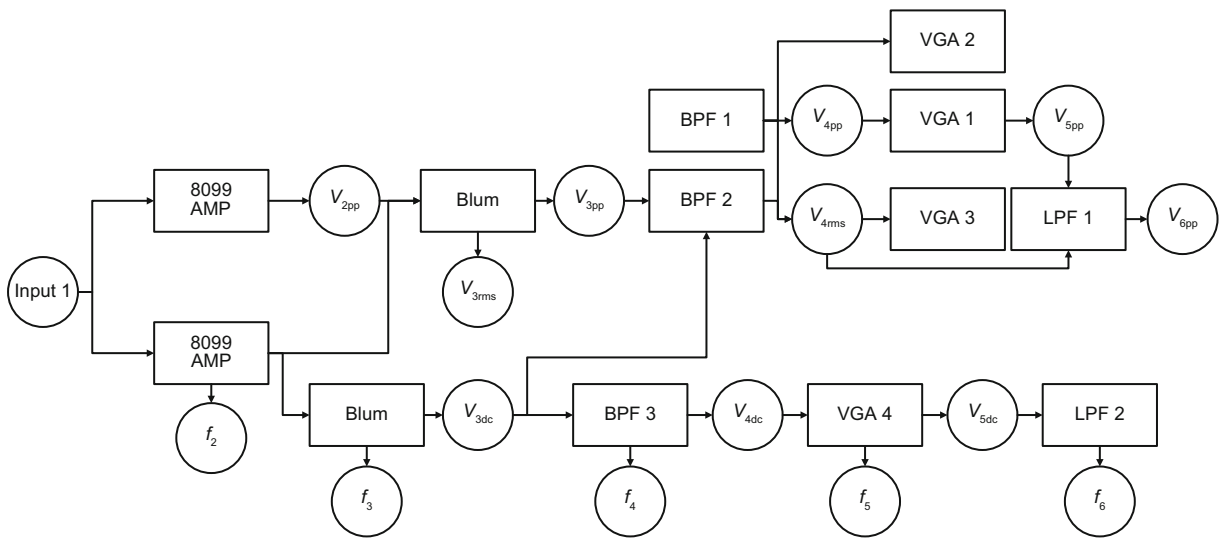 VGA 2
BPF 1
V4pp
VGA 1
V5pp
8099
AMP
V2pp
Blum
V3pp
BPF 2
V4rms
VGA 3
LPF 1
V6pp
Input 1
V3rms
8099
AMP
Blum
V3dc
BPF 3
V4dc
VGA 4
V5dc
LPF 2
f2
f3
f4
f5
f6